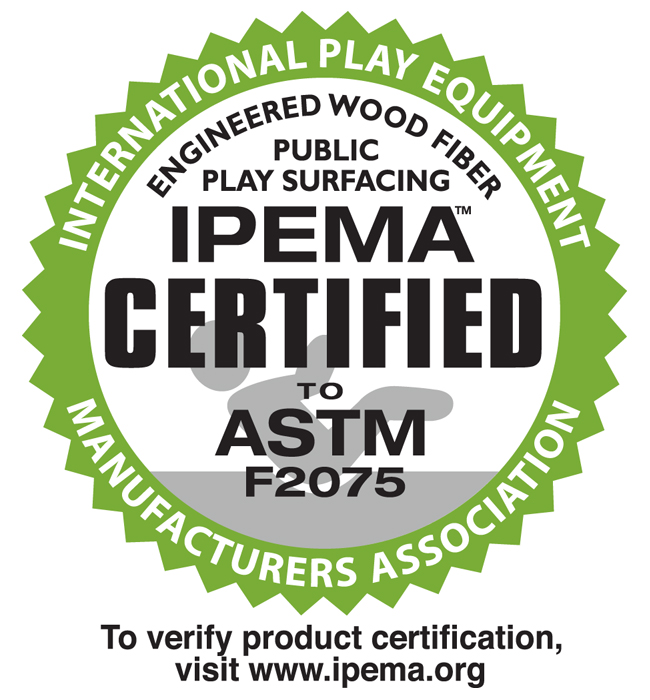 INTERNATIONAL PLAY EQUIPMENT
ENGINEERED WOOD FIBER
PUBLIC
PLAY SURFACING
IPEMA™
CERTIFIED
TO
ASTM
F2075
MANUFACTURERS ASSOCIATION
To verify product certification,
visit www.ipema.org